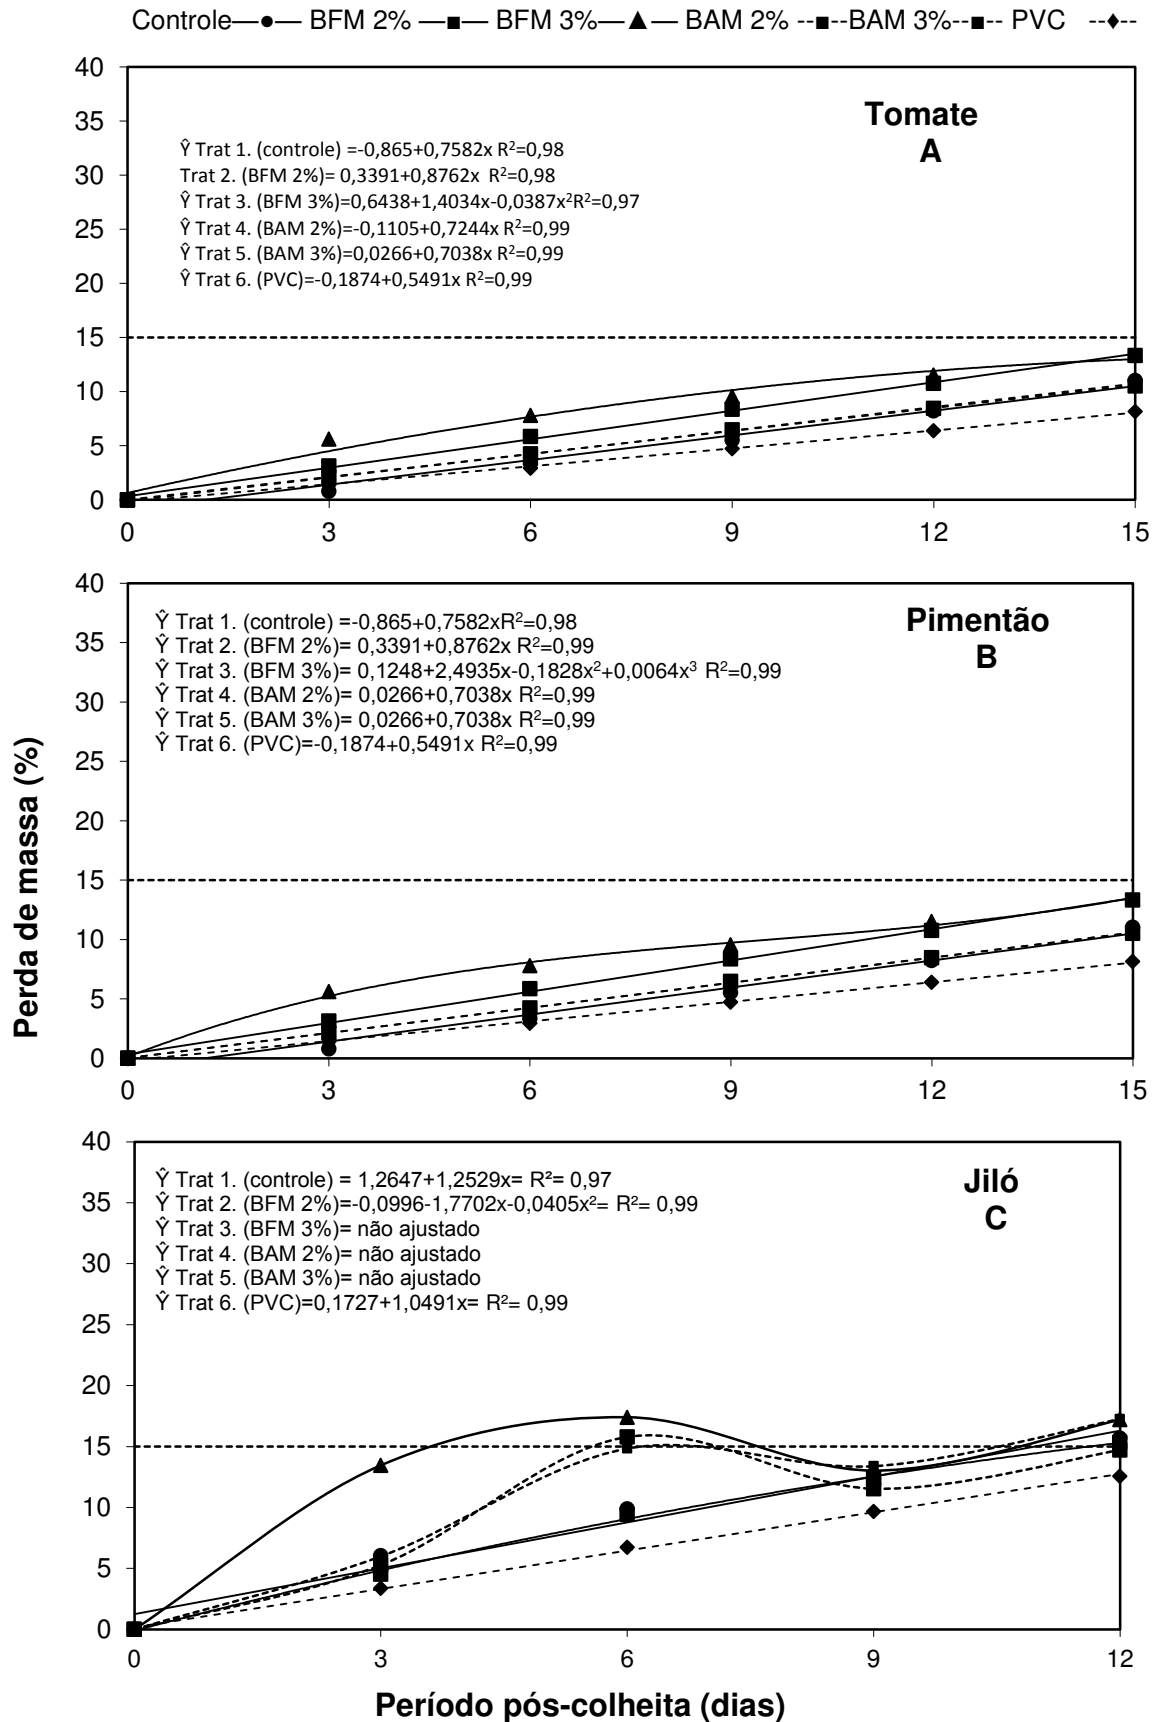 Controle BFM 2% BFM 3% BAM 2% BAM 3% PVC
40
35
30
25
20
15
10
5
0
Tomate
A
Ŷ Trat 1. (controle) =-0,865+0,7582x R²=0,98
Trat 2. (BFM 2%)= 0,3391+0,8762x R²=0,98
Ŷ Trat 3. (BFM 3%)=0,6438+1,4034x-0,0387x²R²=0,97
Ŷ Trat 4. (BAM 2%)=-0,1105+0,7244x R²=0,99
Ŷ Trat 5. (BAM 3%)=0,0266+0,7038x R²=0,99
Ŷ Trat 6. (PVC)=-0,1874+0,5491x R²=0,99
0 3 6 9 12 15
Perda de massa (%)
40
35
30
25
20
15
10
5
0
Pimentão
B
Ŷ Trat 1. (controle) =-0,865+0,7582xR²=0,98
Ŷ Trat 2. (BFM 2%)= 0,3391+0,8762x R²=0,99
Ŷ Trat 3. (BFM 3%)= 0,1248+2,4935x-0,1828x²+0,0064x³ R²=0,99
Ŷ Trat 4. (BAM 2%)= 0,0266+0,7038x R²=0,99
Ŷ Trat 5. (BAM 3%)= 0,0266+0,7038x R²=0,99
Ŷ Trat 6. (PVC)=-0,1874+0,5491x R²=0,99
0 3 6 9 12 15
40
35
30
25
20
15
10
5
0
Jiló
C
Ŷ Trat 1. (controle) = 1,2647+1,2529x= R²= 0,97
Ŷ Trat 2. (BFM 2%)=-0,0996-1,7702x-0,0405x²= R²= 0,99
Ŷ Trat 3. (BFM 3%)= não ajustado
Ŷ Trat 4. (BAM 2%)= não ajustado
Ŷ Trat 5. (BAM 3%)= não ajustado
Ŷ Trat 6. (PVC)=0,1727+1,0491x= R²= 0,99
0 3 6 9 12
Período pós-colheita (dias)